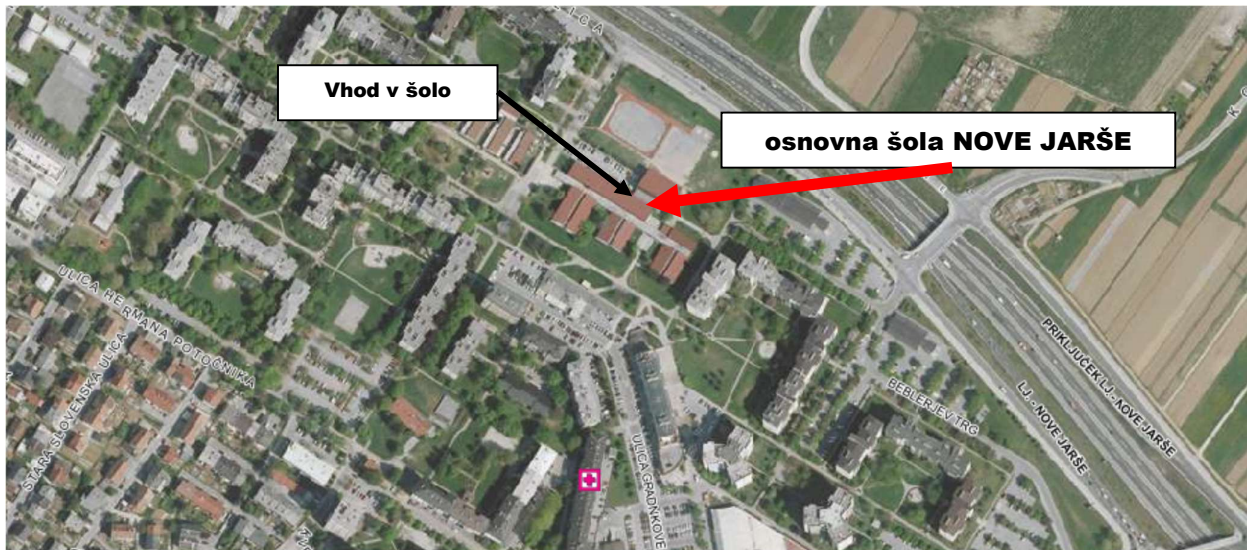 LICA
Vhod v šolo
osnovna šola NOVE JARŠE
ULICA HERMANA POTOČNIKA
STARA SLOVENSKA ULICA
PRIKLJUČEK LJ. - NOVE JARŠE
LJ. - NOVE JARŠE
BEBLERJEV TRG
ULICA GRADNIKOVE